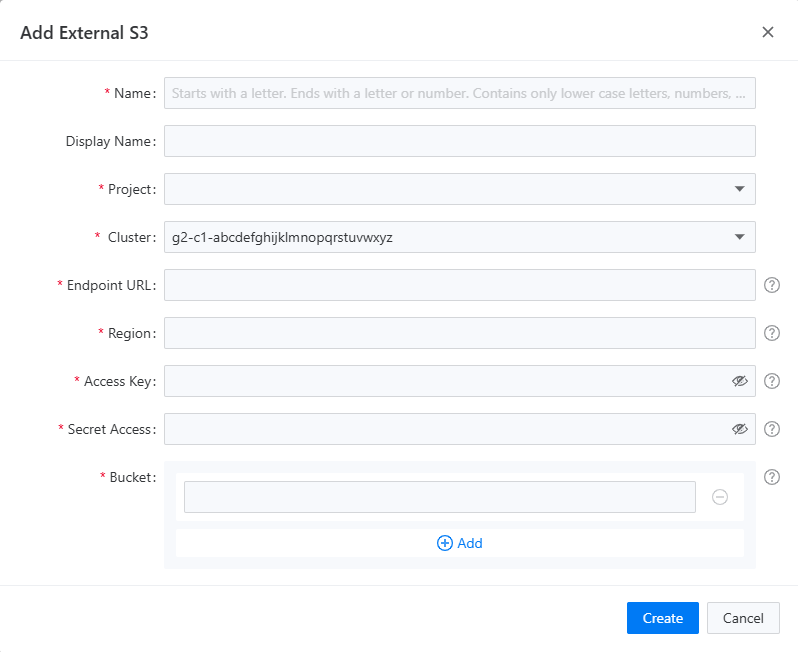 Add External S3
* Name: Starts with a letter. Ends with a letter or number. Contains only lower case letters, numbers, ...
Display Name:
* Project:
* Cluster: g2-c1-abcdefghijklmnopqrstuvwxyz
* Endpoint URL:
* Region:
* Access Key:
* Secret Access:
* Bucket:
Add
Create Cancel